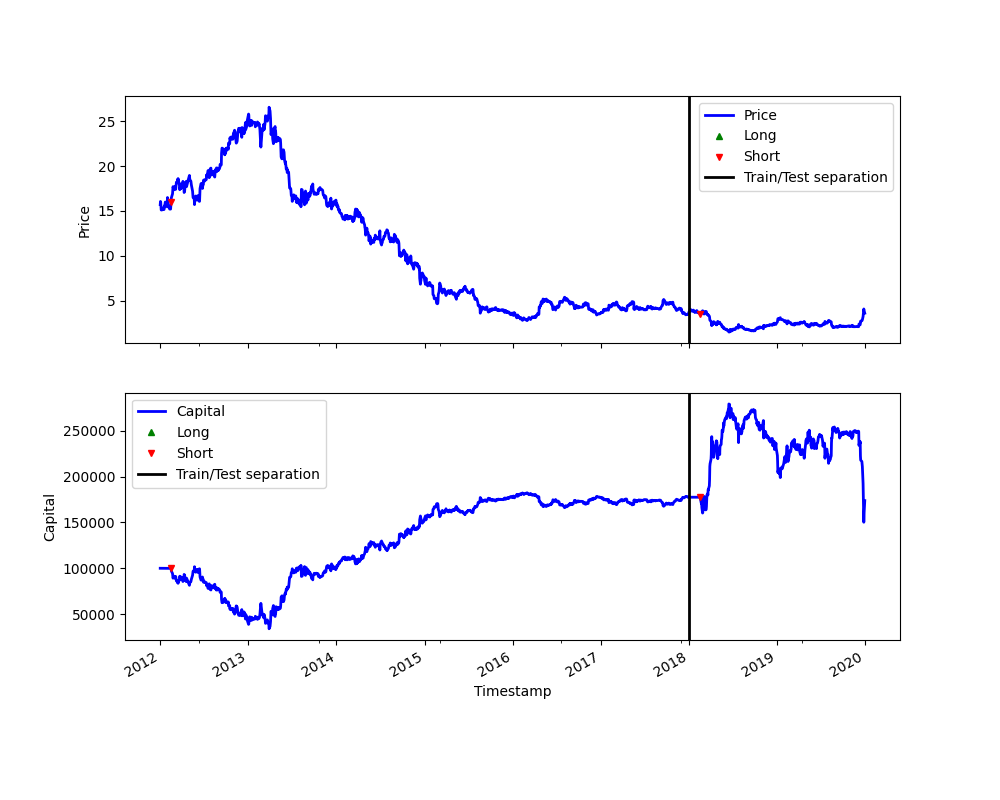 25
20
15
10
5
Price
Price
Long
Short
Train/Test separation
250000
200000
150000
100000
50000
Capital
Capital
Long
Short
Train/Test separation
2012
2013
2014
2015
2016
2017
2018
2019
2020
Timestamp